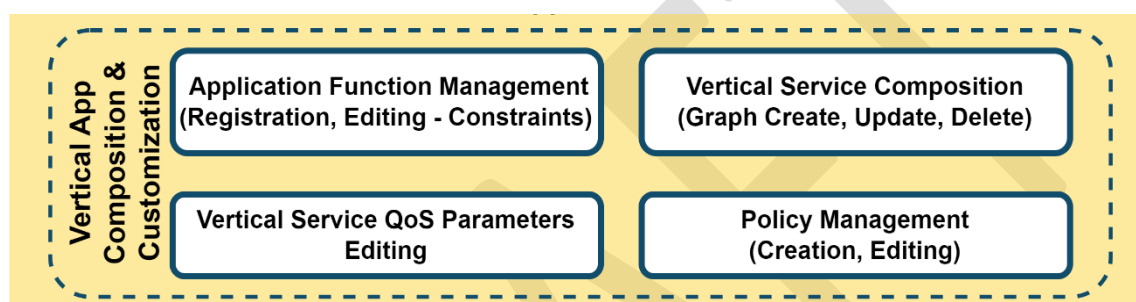 Vertical App
Composition &
Customization
Application Function Management
(Registration, Editing - Constraints)
Vertical Service Composition
(Graph Create, Update, Delete)
Vertical Service QoS Parameters
Editing
Policy Management
(Creation, Editing)